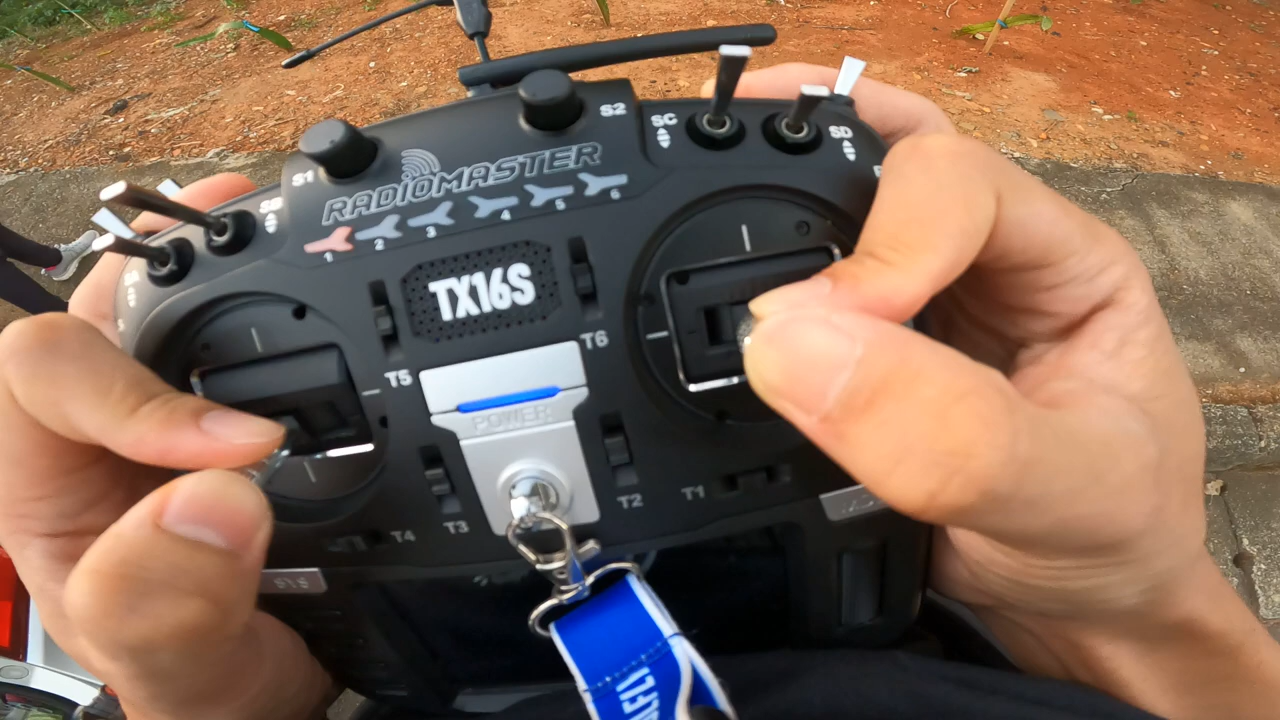 S2
SC
SD
S1
RADIOMASTER
1 2 3 4 5 6
TX16S
T6
T5
POWER
T2
T1
T3
T4
SYS